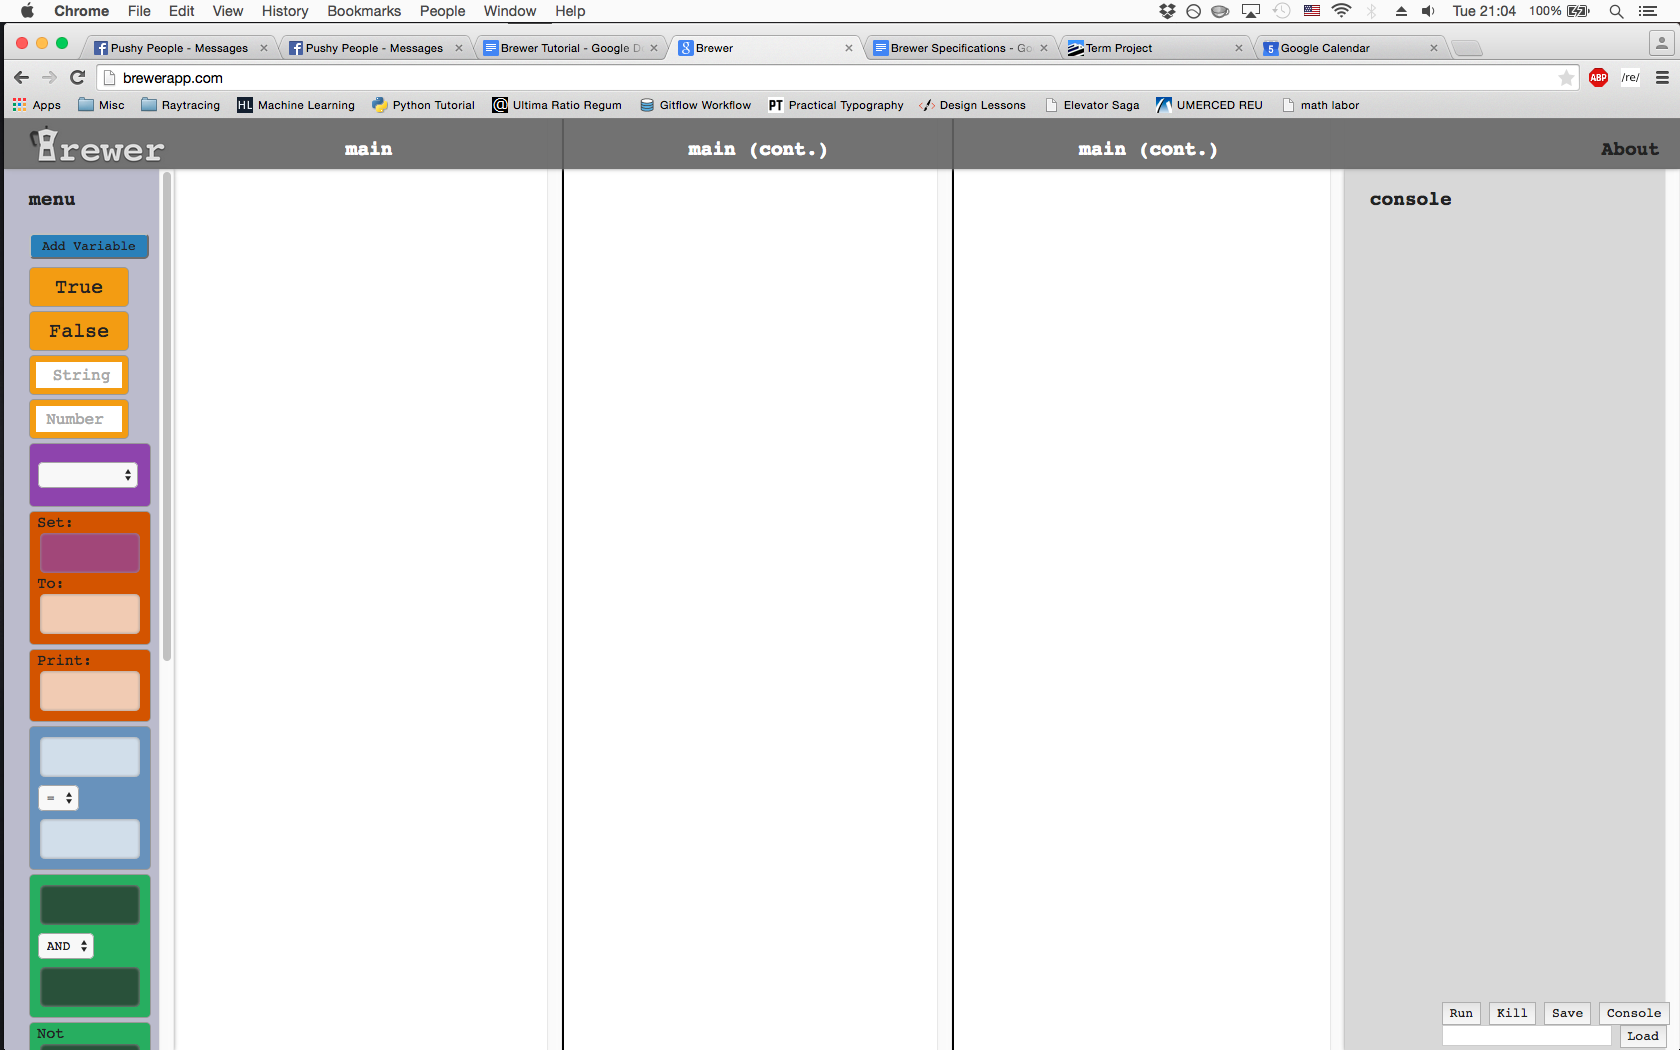 Chrome File Edit View History Bookmarks People Window Help Tue 21:04 100%
Pushy People - Messages Pushy People - Messages Brewer Tutorial - Google D Brewer Brewer Specifications - Go Term Project 5 Google Calendar
brewerapp.com ABP /re/
Apps Misc Raytracing HL Machine Learning Python Tutorial @ Ultima Ratio Regum Gitflow Workflow PT Practical Typography Design Lessons Elevator Saga UMERCED REU math labor
Brewer main main (cont.) main (cont.) About
menu
console
Add Variable
True
False
String
Number
Set:
To:
Print:
=
AND
Not
Run Kill Save Console
Load